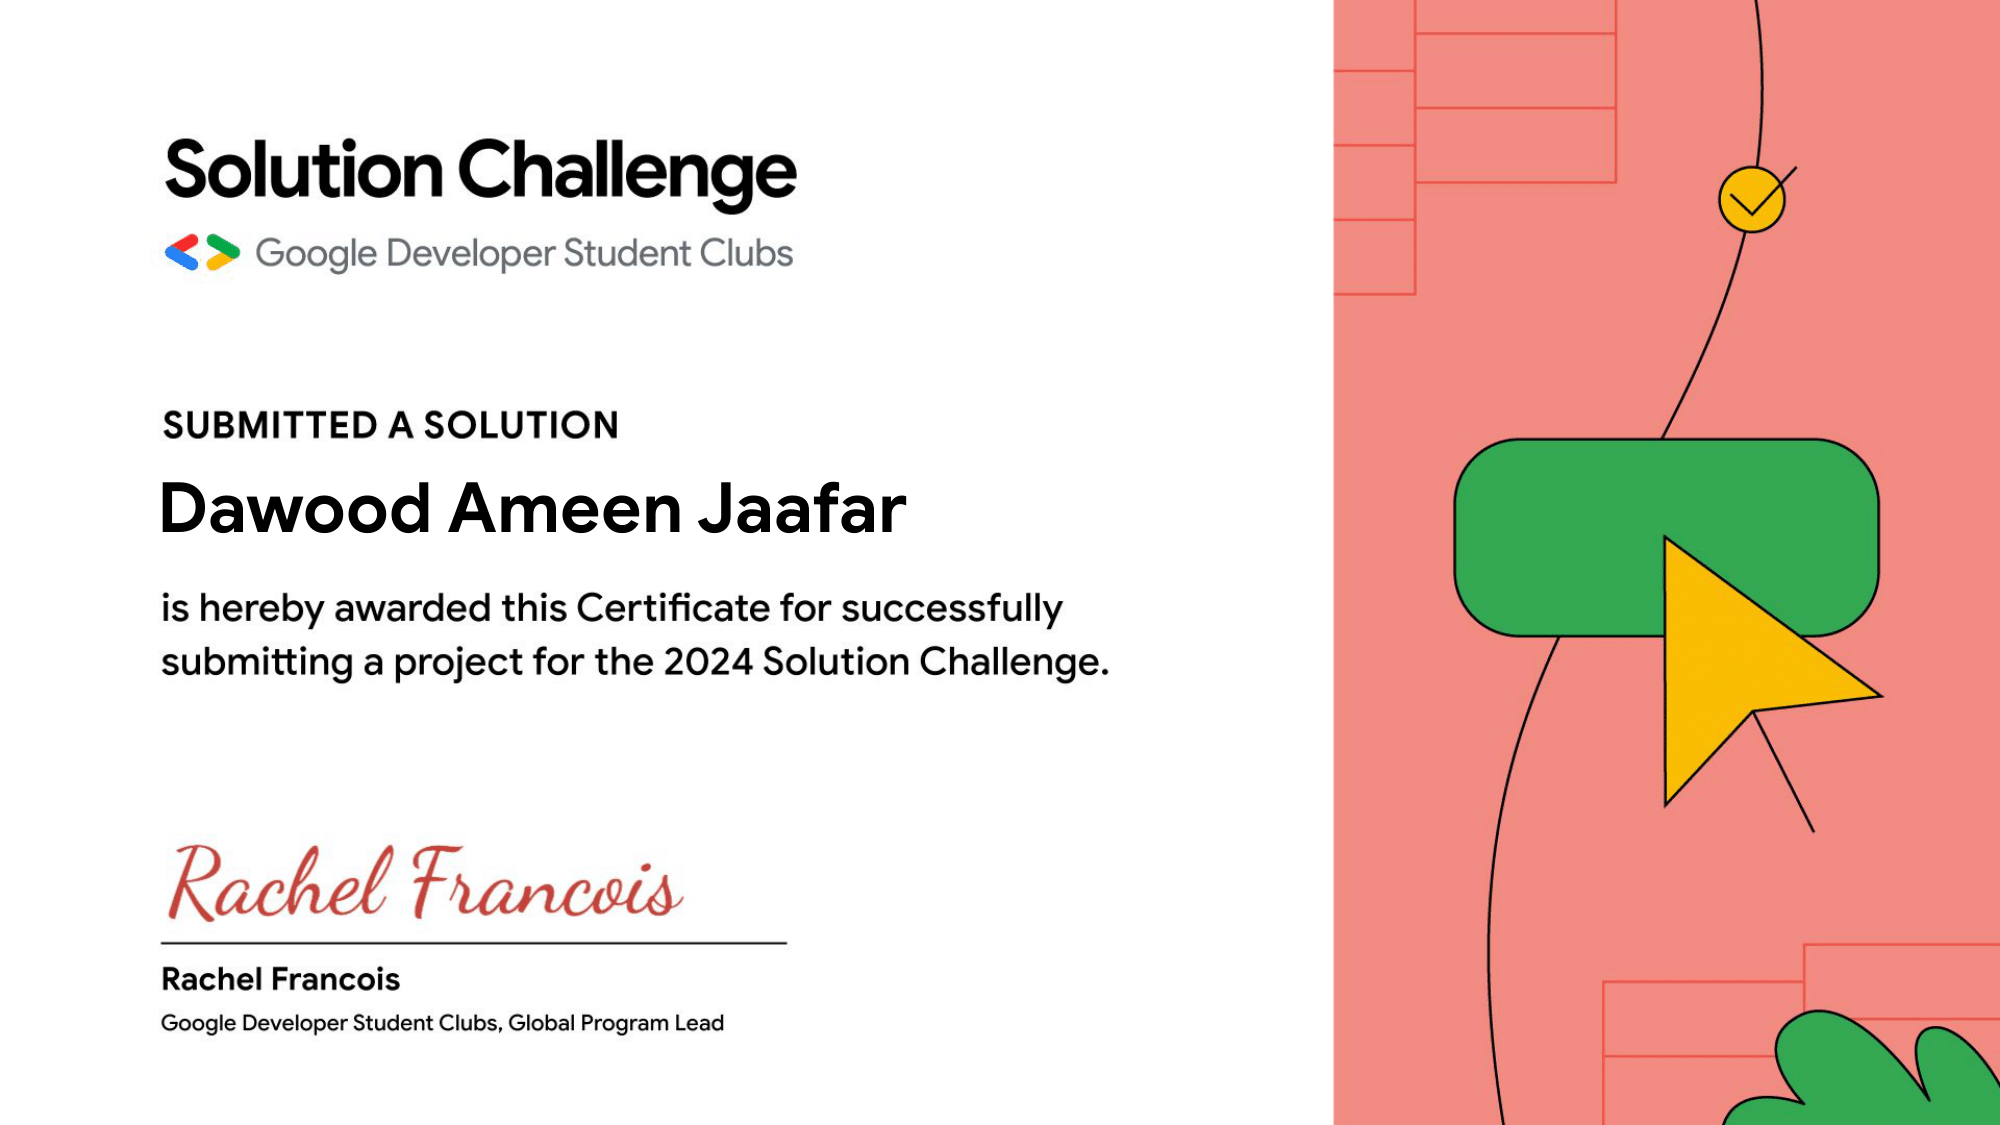 Solution Challenge
Google Developer Student Clubs
SUBMITTED A SOLUTION
Dawood Ameen Jaafar
is hereby awarded this Certificate for successfully
submitting a project for the 2024 Solution Challenge.
Rachel Francois
Rachel Francois
Google Developer Student Clubs, Global Program Lead